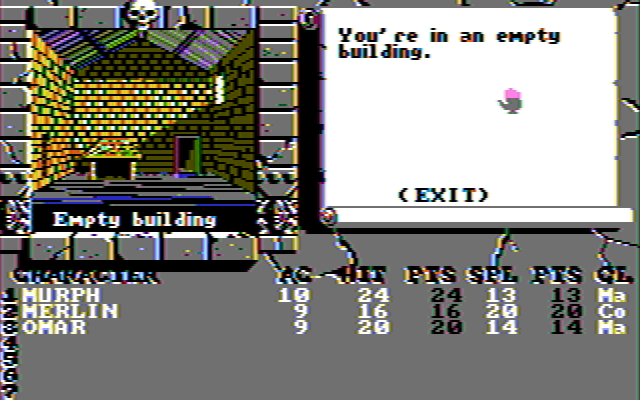 You're in an empty
building.
(EXIT)
Empty building
CHARACTER AC HIT PTS SPL PTS CL
1 MURPH 10 24 24 13 13 Ma
2 MERLIN 9 16 16 20 20 Co
3 OMAR 9 20 20 14 14 Ma
4
5
6
7